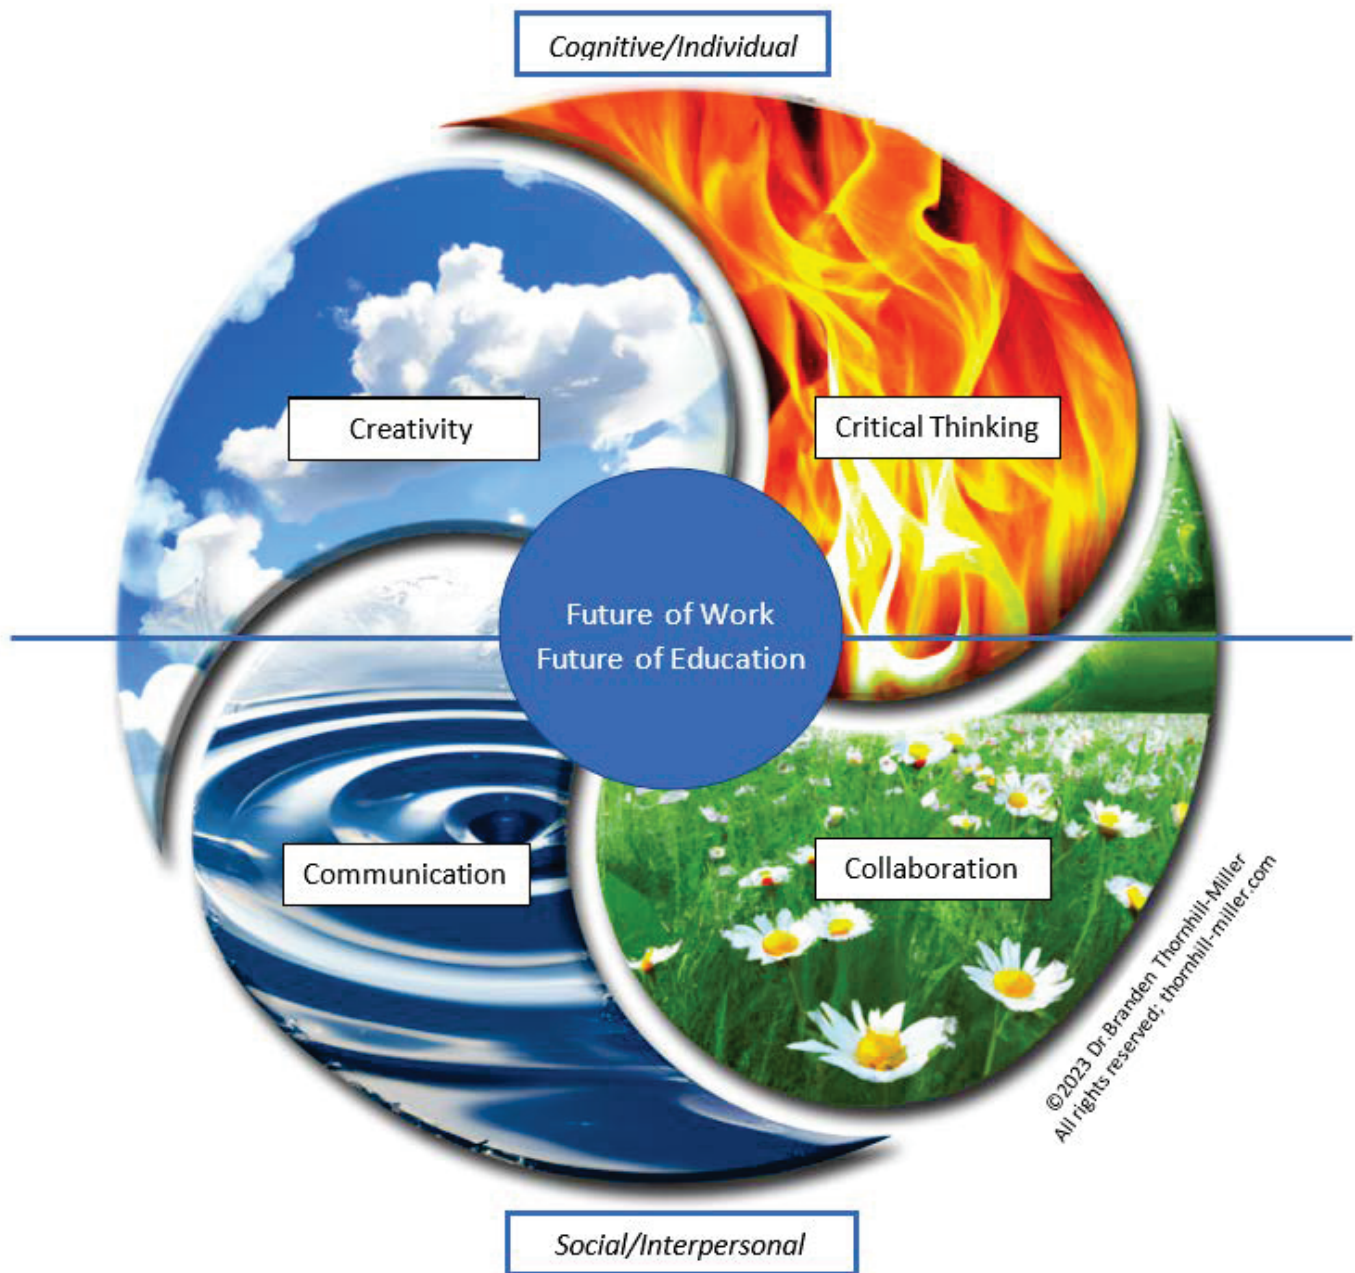 Cognitive/Individual
Creativity
Critical Thinking
Future of Work
Future of Education
Communication
Collaboration
©2023 Dr.Branden Thornhill-Miller
All rights reserved; thornhill-miller.com
Social/Interpersonal